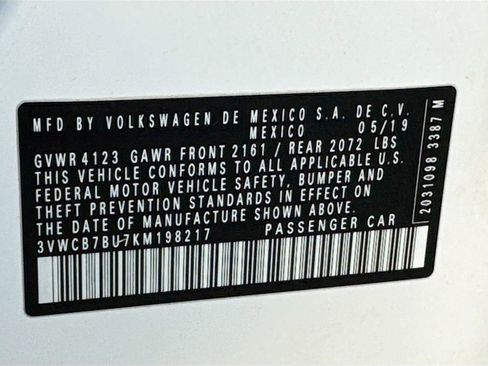 MFD BY VOLKSWAGEN DE MEXICO S.A. DE C.V.
MEXICO 05/19
GVWR 4123 GAWR FRONT 2161 / REAR 2072 LBS
THIS VEHICLE CONFORMS TO ALL APPLICABLE U.S.
FEDERAL MOTOR VEHICLE SAFETY, BUMPER AND
THEFT PREVENTION STANDARDS IN EFFECT ON
THE DATE OF MANUFACTURE SHOWN ABOVE.
3VWCB7BU7KM198217 PASSENGER CAR
2031098 3387 M